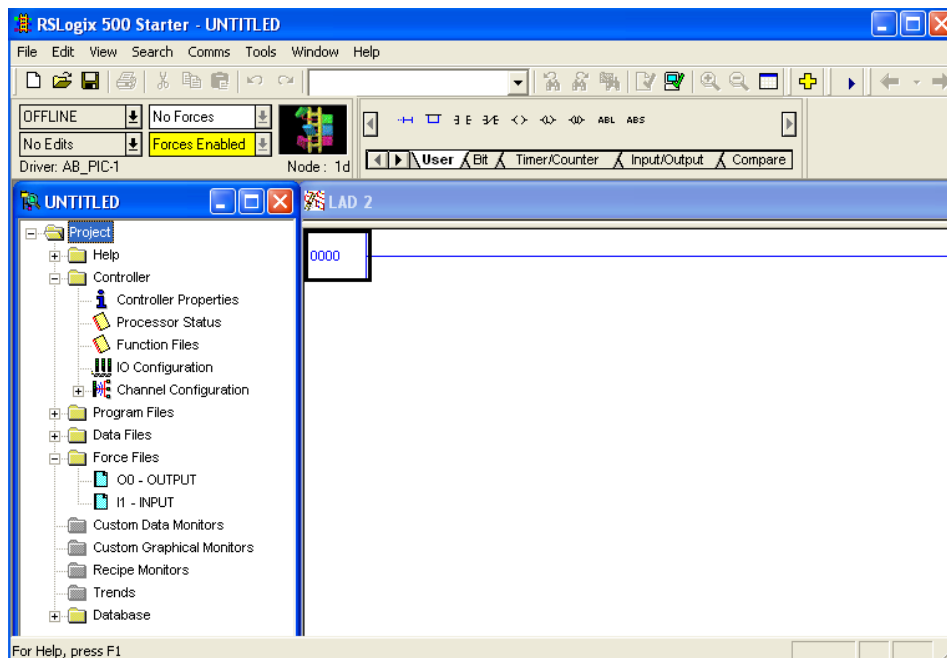 RSLogix 500 Starter - UNTITLED
File Edit View Search Comms Tools Window Help
OFFLINE No Forces
No Edits Forces Enabled
Driver: AB_PIC-1 Node : 1d
ABL ABS
User Bit Timer/Counter Input/Output Compare
UNTITLED
Project
Help
Controller
Controller Properties
Processor Status
Function Files
IO Configuration
Channel Configuration
Program Files
Data Files
Force Files
O0 - OUTPUT
I1 - INPUT
Custom Data Monitors
Custom Graphical Monitors
Recipe Monitors
Trends
Database
LAD 2
0000
For Help, press F1